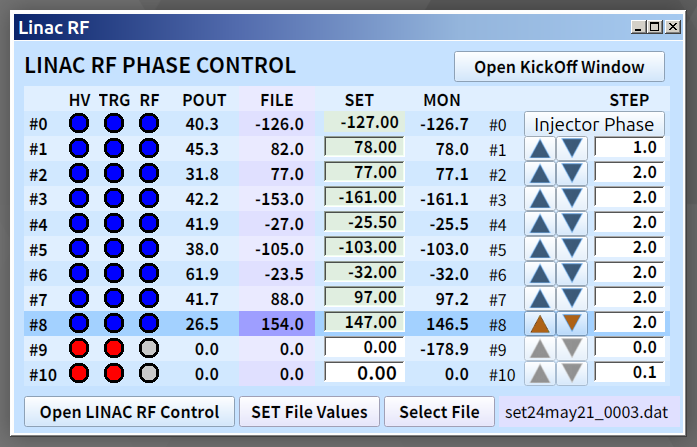 Linac RF
LINAC RF PHASE CONTROL
Open KickOff Window
HV TRG RF POUT FILE SET MON STEP
#0 40.3 -126.0 -127.00 -126.7 #0 Injector Phase
#1 45.3 82.0 78.00 78.0 #1 1.0
#2 31.8 77.0 77.00 77.1 #2 2.0
#3 42.2 -153.0 -161.00 -161.1 #3 2.0
#4 41.9 -27.0 -25.50 -25.5 #4 2.0
#5 38.0 -105.0 -103.00 -103.0 #5 2.0
#6 61.9 -23.5 -32.00 -32.0 #6 2.0
#7 41.7 88.0 97.00 97.2 #7 2.0
#8 26.5 154.0 147.00 146.5 #8 2.0
#9 0.0 0.0 0.00 -178.9 #9 0.0
#10 0.0 0.0 0.00 0.0 #10 0.1
Open LINAC RF Control SET File Values Select File set24may21_0003.dat